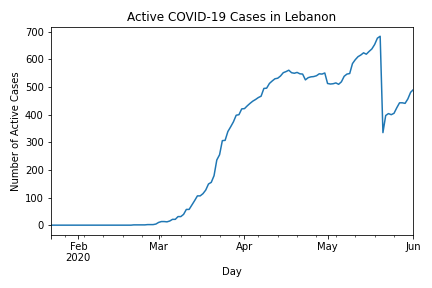 Active COVID-19 Cases in Lebanon
700
600
500
400
300
200
100
0
Number of Active Cases
Feb
2020
Mar
Apr
May
Jun
Day